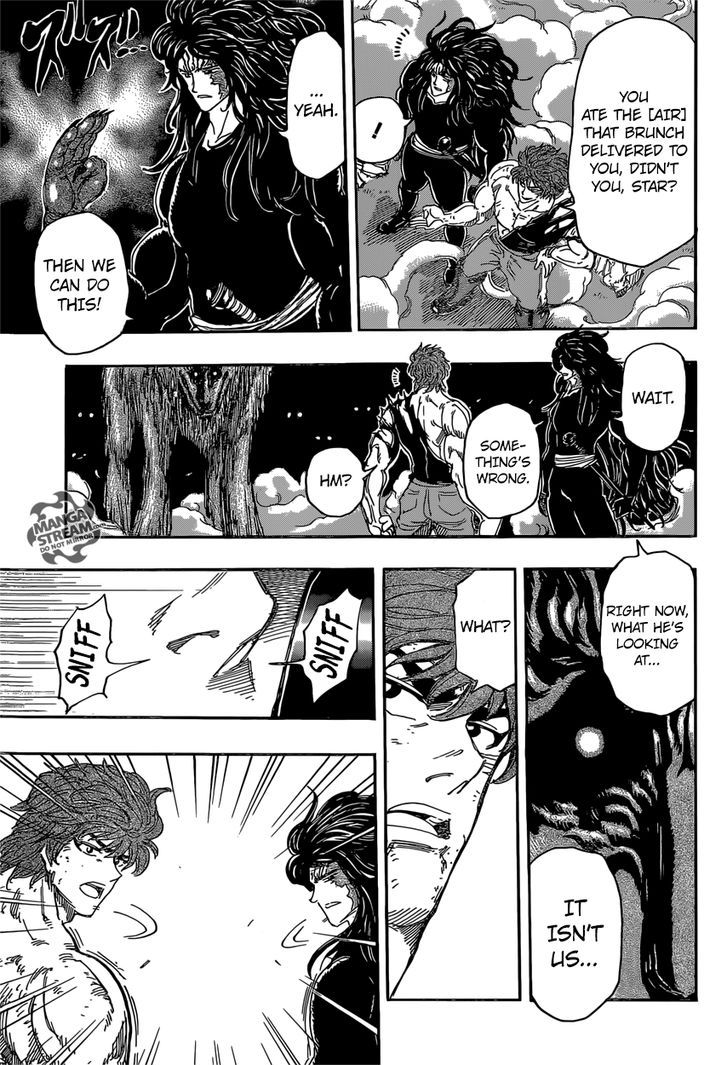 YOU
ATE THE [AIR]
THAT BRUNCH
DELIVERED TO
YOU, DIDN'T
YOU, STAR?
!
...
YEAH.
ズズ...
THEN WE
CAN DO
THIS!
WAIT.
SOME-
THING'S
WRONG.
HM?
MANGA
STREAM
DO NOT MIRROR
RIGHT NOW,
WHAT HE'S
LOOKING
AT...
IT
ISN'T
US...
WHAT?
SNIFF
SNIFF